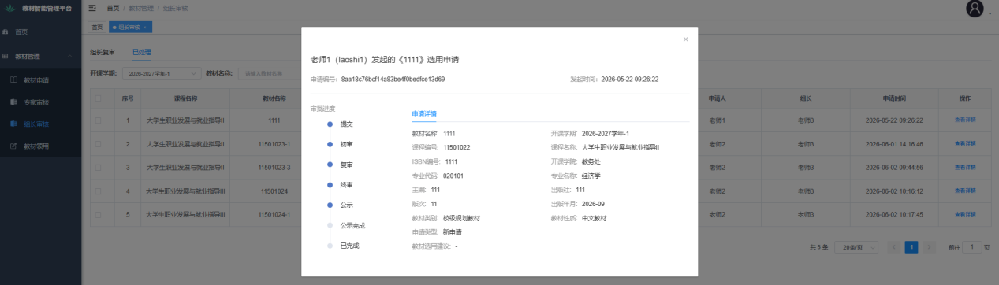 教材智能管理平台
首页 / 教材管理 / 组长审核
首页
教材管理
教材申请
专家审核
组长审核
教材领用
首页 组长审核 ×
组长复审 已处理
开课学期: 2026-2027学年-1 教材名称: 请输入教材名称
序号 课程名称 教材名称 申请人 组长 申请时间 操作
1 大学生职业发展与就业指导II 1111 老师1 老师3 2026-05-22 09:26:22 查看详情
2 大学生职业发展与就业指导II 11501023-1 老师2 老师3 2026-06-01 14:16:46 查看详情
3 大学生职业发展与就业指导II 11501023-3 老师2 老师3 2026-06-02 09:44:56 查看详情
4 大学生职业发展与就业指导III 11501024 老师2 老师3 2026-06-02 10:16:12 查看详情
5 大学生职业发展与就业指导III 11501024-1 老师2 老师3 2026-06-02 10:17:45 查看详情
共 5 条 20条/页 1 前往 1 页
老师1（laoshi1）发起的《1111》选用申请
申请编号: 8aa18c76bcf14a83be4f0bedfce13d69 发起时间: 2026-05-22 09:26:22
审批进度
提交
初审
复审
终审
公示
公示完成
已完成
申请详情
教材名称: 1111 开课学期: 2026-2027学年-1
课程编号: 11501022 课程名称: 大学生职业发展与就业指导II
ISBN编号: 1111 开课学院: 教务处
专业代码: 020101 专业名称: 经济学
主编: 111 出版社: 111
版次: 11 出版年月: 2026-09
教材类别: 校级规划教材 教材性质: 中文教材
申请类型: 新申请
教材选用建议: -